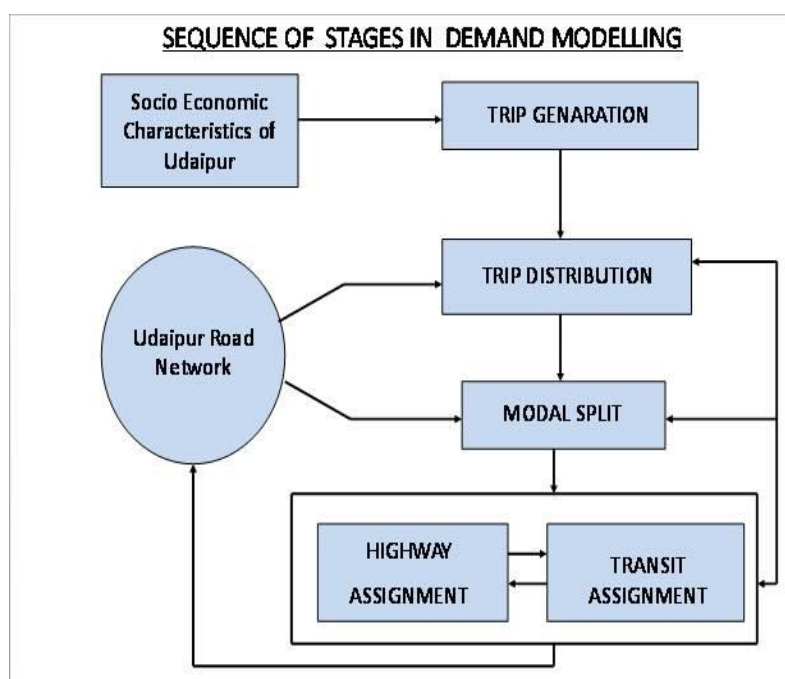 SEQUENCE OF STAGES IN DEMAND MODELLING
Socio Economic
Characteristics of
Udaipur
TRIP GENARATION
TRIP DISTRIBUTION
Udaipur Road
Network
MODAL SPLIT
HIGHWAY
ASSIGNMENT
TRANSIT
ASSIGNMENT